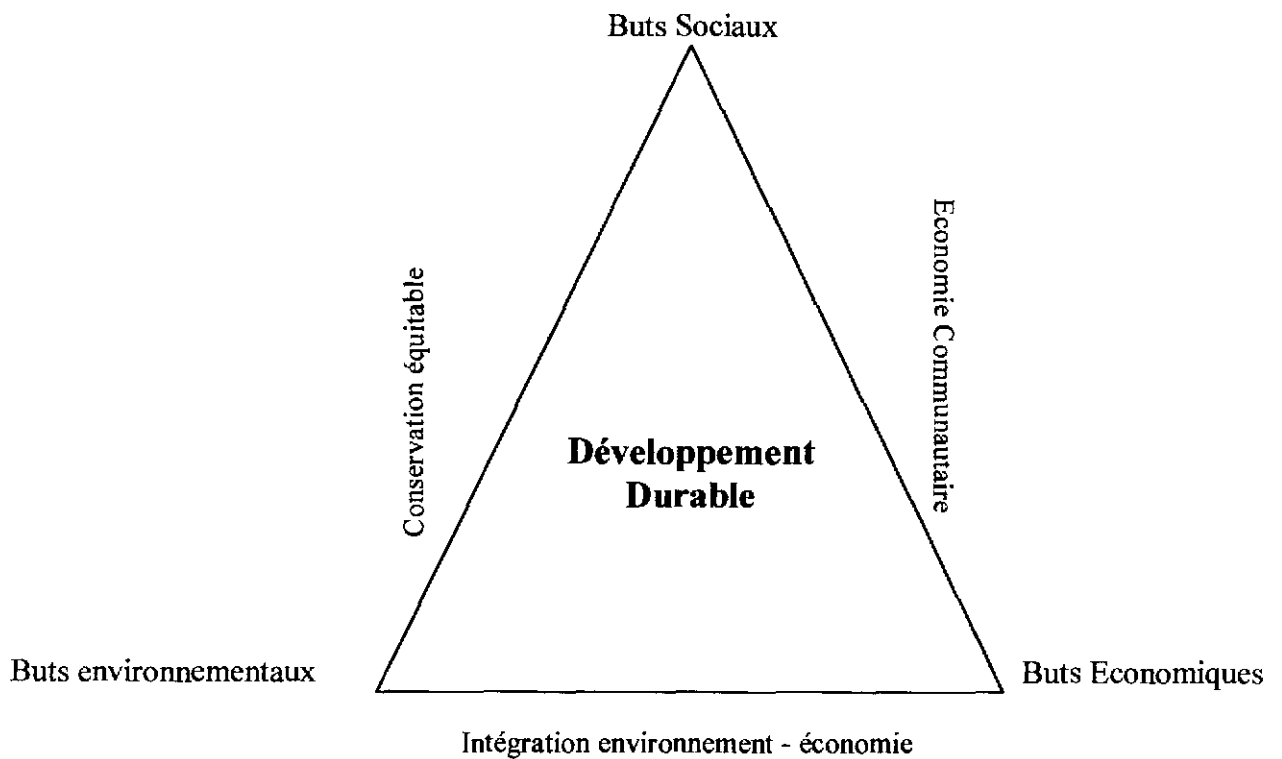 Buts Sociaux
Conservation équitable
Economie Communautaire
Développement
Durable
Buts environnementaux
Buts Economiques
Intégration environnement - économie